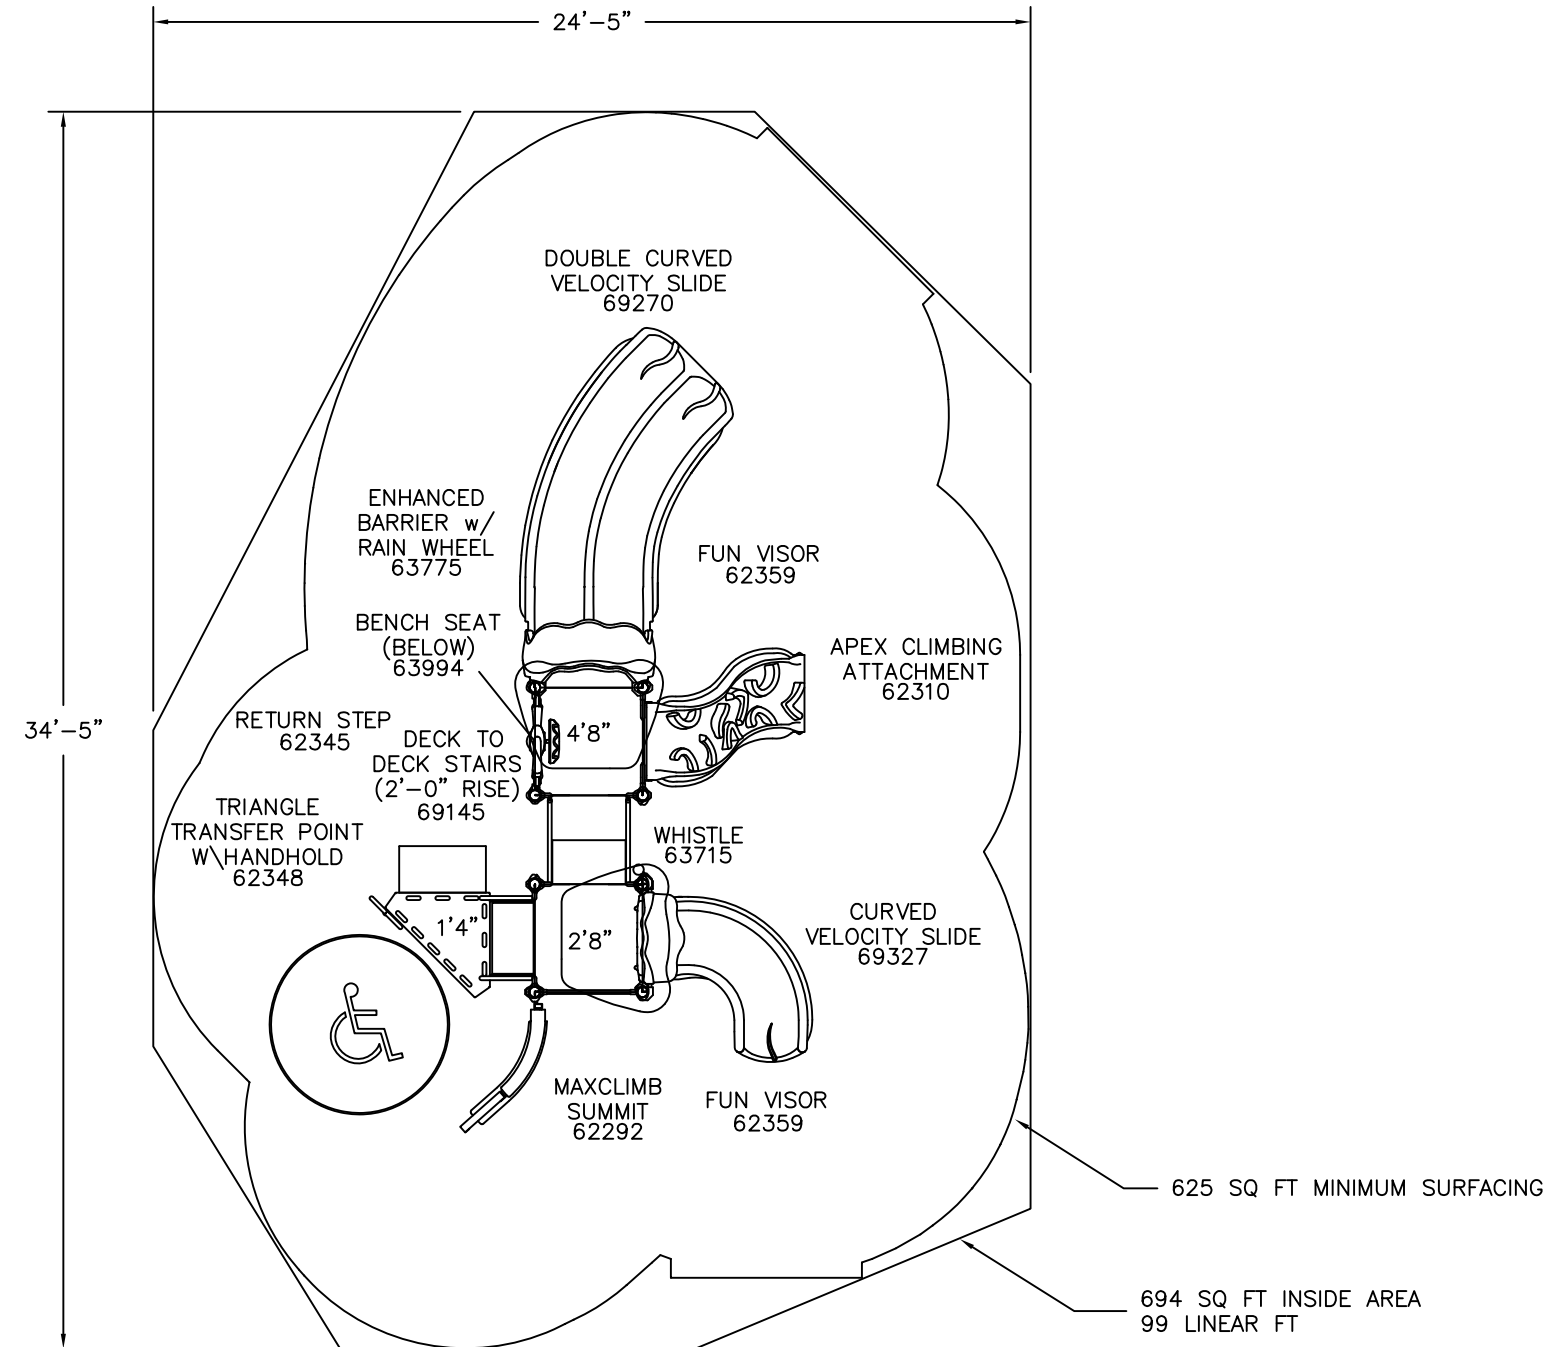 24'-5"
DOUBLE CURVED
VELOCITY SLIDE
69270
ENHANCED
BARRIER w/
RAIN WHEEL
63775
FUN VISOR
62359
BENCH SEAT
(BELOW)
63994
APEX CLIMBING
ATTACHMENT
62310
34'-5"
RETURN STEP
62345
4'8"
DECK TO
DECK STAIRS
(2'-0" RISE)
69145
TRIANGLE
TRANSFER POINT
W\HANDHOLD
62348
WHISTLE
63715
1'4"
2'8"
CURVED
VELOCITY SLIDE
69327
MAXCLIMB
SUMMIT
62292
FUN VISOR
62359
625 SQ FT MINIMUM SURFACING
694 SQ FT INSIDE AREA
99 LINEAR FT